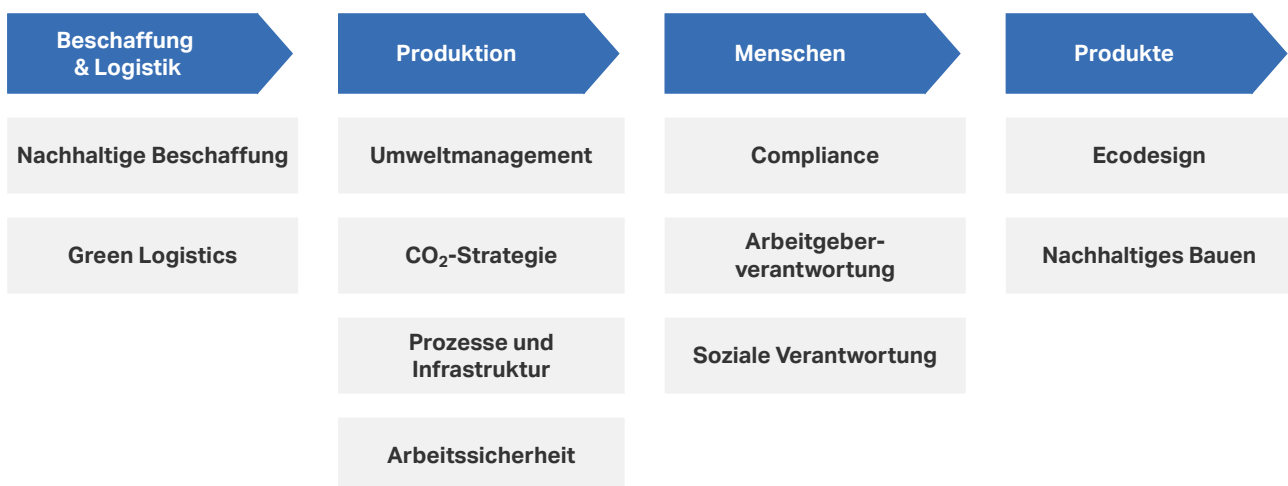 Beschaffung
& Logistik
Nachhaltige Beschaffung
Green Logistics
Produktion
Umweltmanagement
CO₂-Strategie
Prozesse und
Infrastruktur
Arbeitssicherheit
Menschen
Compliance
Arbeitgeber-
verantwortung
Soziale Verantwortung
Produkte
Ecodesign
Nachhaltiges Bauen